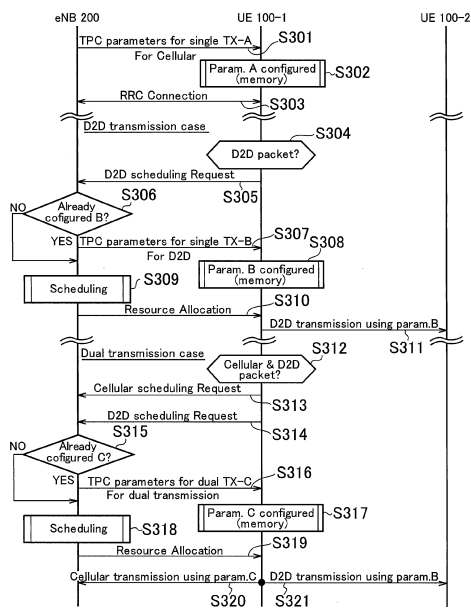 eNB 200
UE 100-1
UE 100-2
TPC parameters for single TX-A
S301
For Cellular
Param. A configured
(memory)
S302
RRC Connection
S303
D2D transmission case
S304
D2D packet?
D2D scheduling Request
S305
S306
NO
Already
cofigured B?
YES
TPC parameters for single TX-B
S307
For D2D
S308
Param. B configured
(memory)
Scheduling
S309
S310
Resource Allocation
D2D transmission using param.B
S311
Dual transmission case
S312
Cellular & D2D
packet?
Cellular scheduling Request
S313
D2D scheduling Request
S314
S315
NO
Already
cofigured C?
YES
TPC parameters for dual TX-C
S316
For dual transmission
Param. C configured
(memory)
S317
Scheduling
S318
Resource Allocation
S319
Cellular transmission using param.C
D2D transmission using param.B
S320
S321